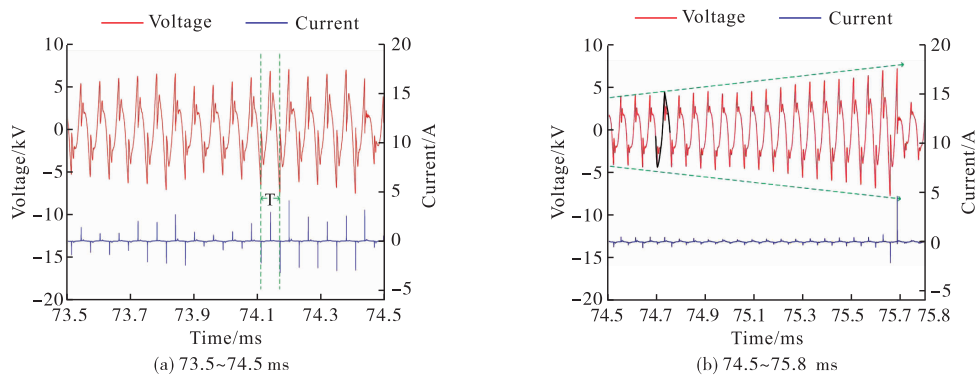 Voltage Current
Voltage Current
10
5
0
-5
-10
-15
-20
Voltage/kV
20
15
10
5
0
-5
Current/A
T
73.5 73.7 73.9 74.1 74.3 74.5
Time/ms
(a) 73.5~74.5 ms
10
5
0
-5
-10
-15
-20
Voltage/kV
20
15
10
5
0
-5
Current/A
74.5 74.7 74.9 75.1 75.3 75.5 75.7 75.8
Time/ms
(b) 74.5~75.8 ms